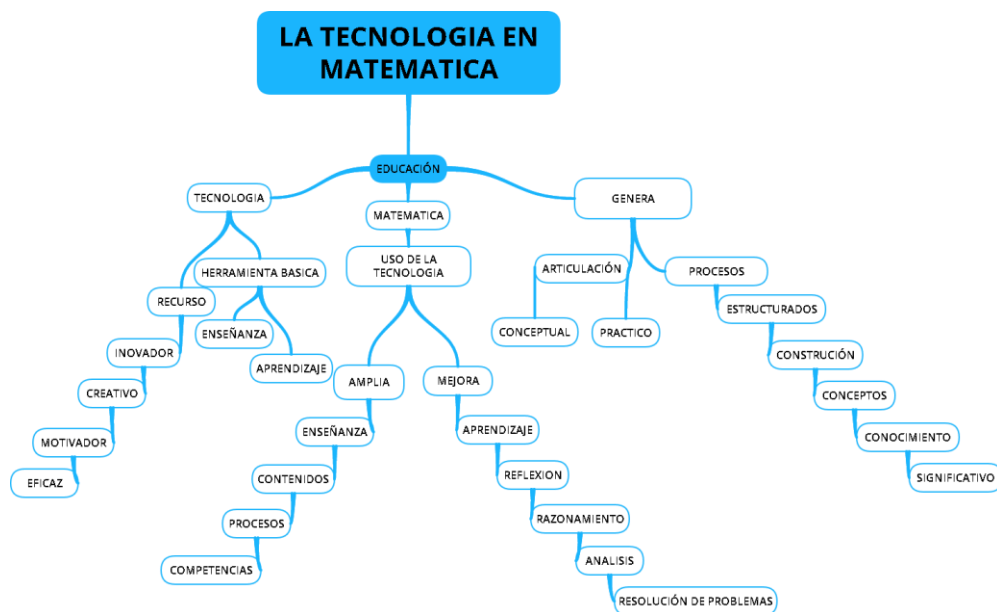 LA TECNOLOGIA EN
MATEMATICA
EDUCACIÓN
TECNOLOGIA
HERRAMIENTA BASICA
ENSEÑANZA
APRENDIZAJE
RECURSO
INOVADOR
CREATIVO
MOTIVADOR
EFICAZ
MATEMATICA
USO DE LA
TECNOLOGIA
AMPLIA
ENSEÑANZA
CONTENIDOS
PROCESOS
COMPETENCIAS
MEJORA
APRENDIZAJE
REFLEXION
RAZONAMIENTO
ANALISIS
RESOLUCIÓN DE PROBLEMAS
GENERA
ARTICULACIÓN
CONCEPTUAL
PRACTICO
PROCESOS
ESTRUCTURADOS
CONSTRUCIÓN
CONCEPTOS
CONOCIMIENTO
SIGNIFICATIVO